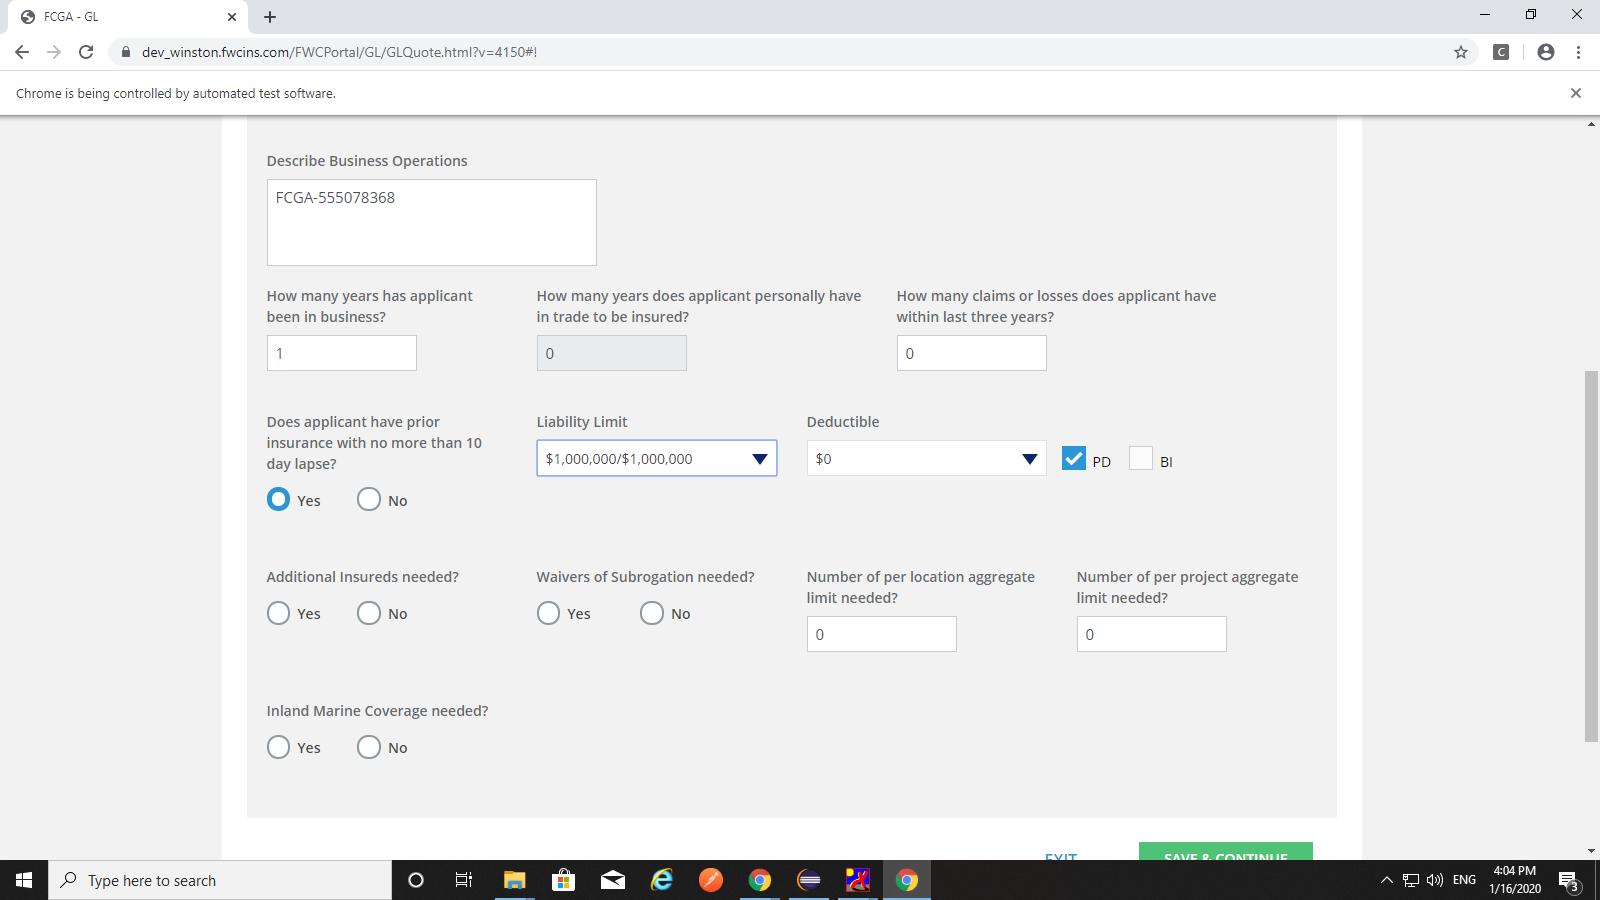 FCGA - GL
dev_winston.fwcins.com/FWCPortal/GL/GLQuote.html?v=4150#!
C
Chrome is being controlled by automated test software.
Describe Business Operations
FCGA-555078368
How many years has applicant been in business?
1
How many years does applicant personally have in trade to be insured?
0
How many claims or losses does applicant have within last three years?
0
Does applicant have prior insurance with no more than 10 day lapse?
Yes No
Liability Limit
$1,000,000/$1,000,000
Deductible
$0
PD BI
Additional Insureds needed?
Yes No
Waivers of Subrogation needed?
Yes No
Number of per location aggregate limit needed?
0
Number of per project aggregate limit needed?
0
Inland Marine Coverage needed?
Yes No
EXIT SAVE & CONTINUE
Type here to search
ENG
4:04 PM
1/16/2020
3